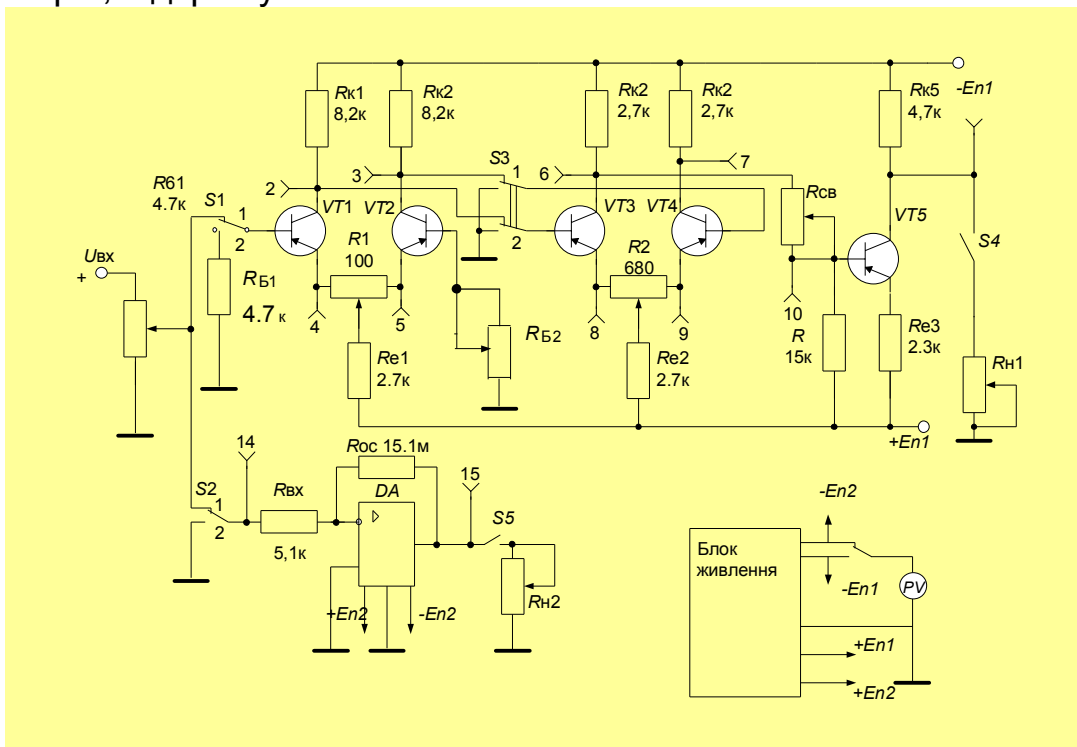 Rк1
8,2к
Rк2
8,2к
Rк2
2,7к
Rк2
2,7к
Rк5
4,7к
-En1
S3
1
2
3
2
6
7
Rб1
4.7к
S1
1
2
VT1
VT2
VT3
VT4
Rсв
VT5
S4
Uвх
+
R1
100
R2
680
RБ1
4.7 к
4
5
RБ2
8
9
10
R
15к
Re1
2.7к
Re2
2.7к
Re3
2.3к
Rн1
+En1
14
Rос 15.1м
15
S2
1
2
Rвх
5,1к
DA
S5
+En2
-En2
Rн2
Блок
живлення
-En2
-En1
PV
+En1
+En2